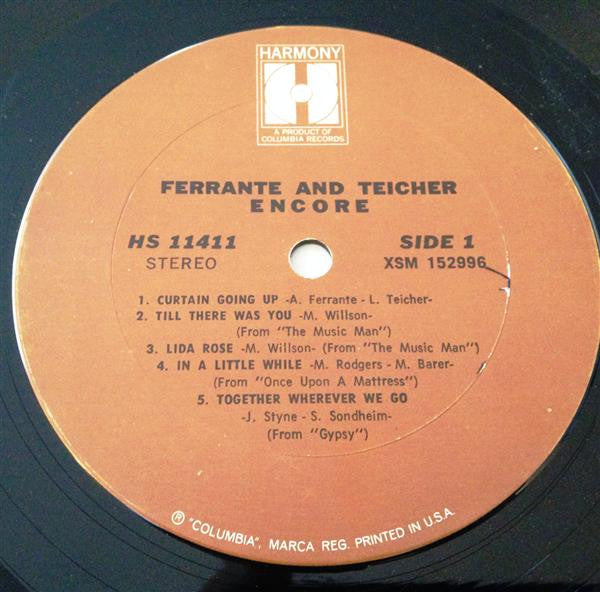 HARMONY
H
A PRODUCT OF
COLUMBIA RECORDS
FERRANTE AND TEICHER
ENCORE
HS 11411 SIDE 1
STEREO XSM 152996
1. CURTAIN GOING UP -A. Ferrante - L. Teicher-
2. TILL THERE WAS YOU -M. Willson-
(From "The Music Man")
3. LIDA ROSE -M. Willson- (From "The Music Man")
4. IN A LITTLE WHILE -M. Rodgers - M. Barer-
(From "Once Upon A Mattress")
5. TOGETHER WHEREVER WE GO
-J. Styne - S. Sondheim-
(From "Gypsy")
® "COLUMBIA", MARCA REG. PRINTED IN U.S.A.